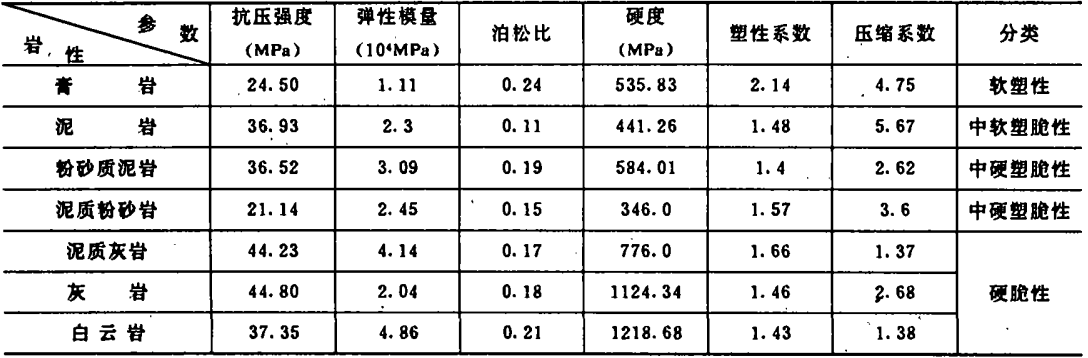 参数
岩性
抗压强度 (MPa)
弹性模量 (10⁴MPa)
泊松比
硬度 (MPa)
塑性系数
压缩系数
分类
膏岩 24.50 1.11 0.24 535.83 2.14 4.75 软塑性
泥岩 36.93 2.3 0.11 441.26 1.48 5.67 中软塑脆性
粉砂质泥岩 36.52 3.09 0.19 584.01 1.4 2.62 中硬塑脆性
泥质粉砂岩 21.14 2.45 0.15 346.0 1.57 3.6 中硬塑脆性
泥质灰岩 44.23 4.14 0.17 776.0 1.66 1.37
灰岩 44.80 2.04 0.18 1124.34 1.46 2.68 硬脆性
白云岩 37.35 4.86 0.21 1218.68 1.43 1.38